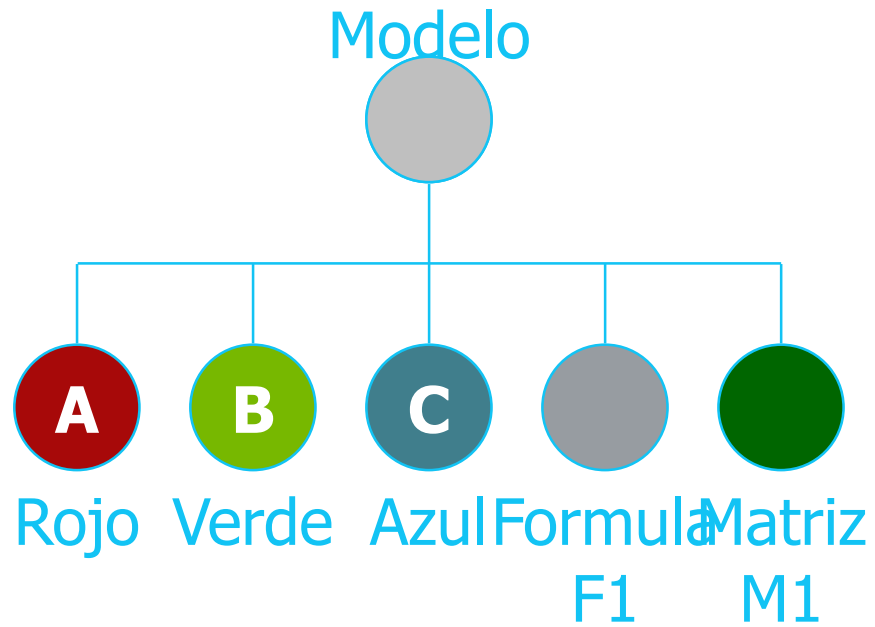 Modelo
A
B
C
Rojo
Verde
Azul
Formula
F1
Matriz
M1